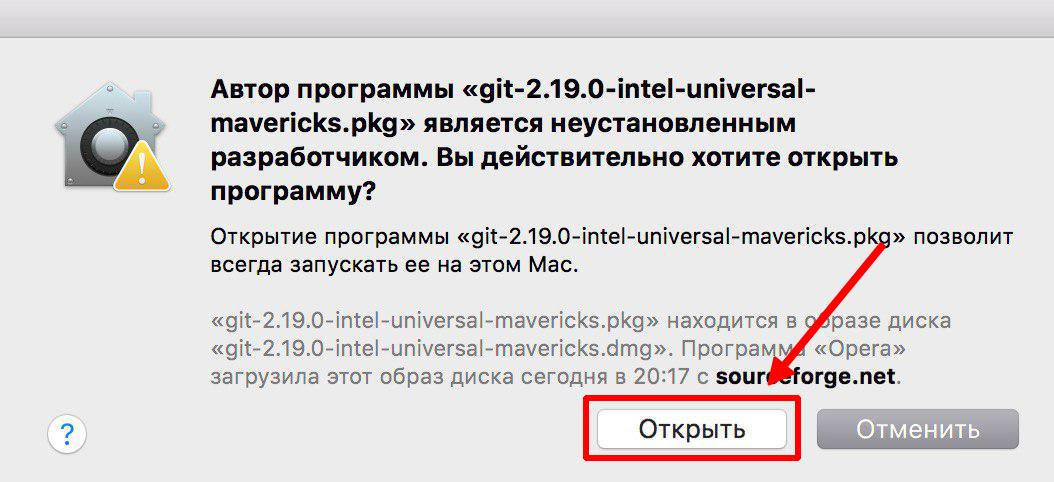 Автор программы «git-2.19.0-intel-universal-
mavericks.pkg» является неустановленным
разработчиком. Вы действительно хотите открыть
программу?
Открытие программы «git-2.19.0-intel-universal-mavericks.pkg» позволит
всегда запускать ее на этом Mac.
«git-2.19.0-intel-universal-mavericks.pkg» находится в образе диска
«git-2.19.0-intel-universal-mavericks.dmg». Программа «Opera»
загрузила этот образ диска сегодня в 20:17 с sourceforge.net.
?
Открыть
Отменить